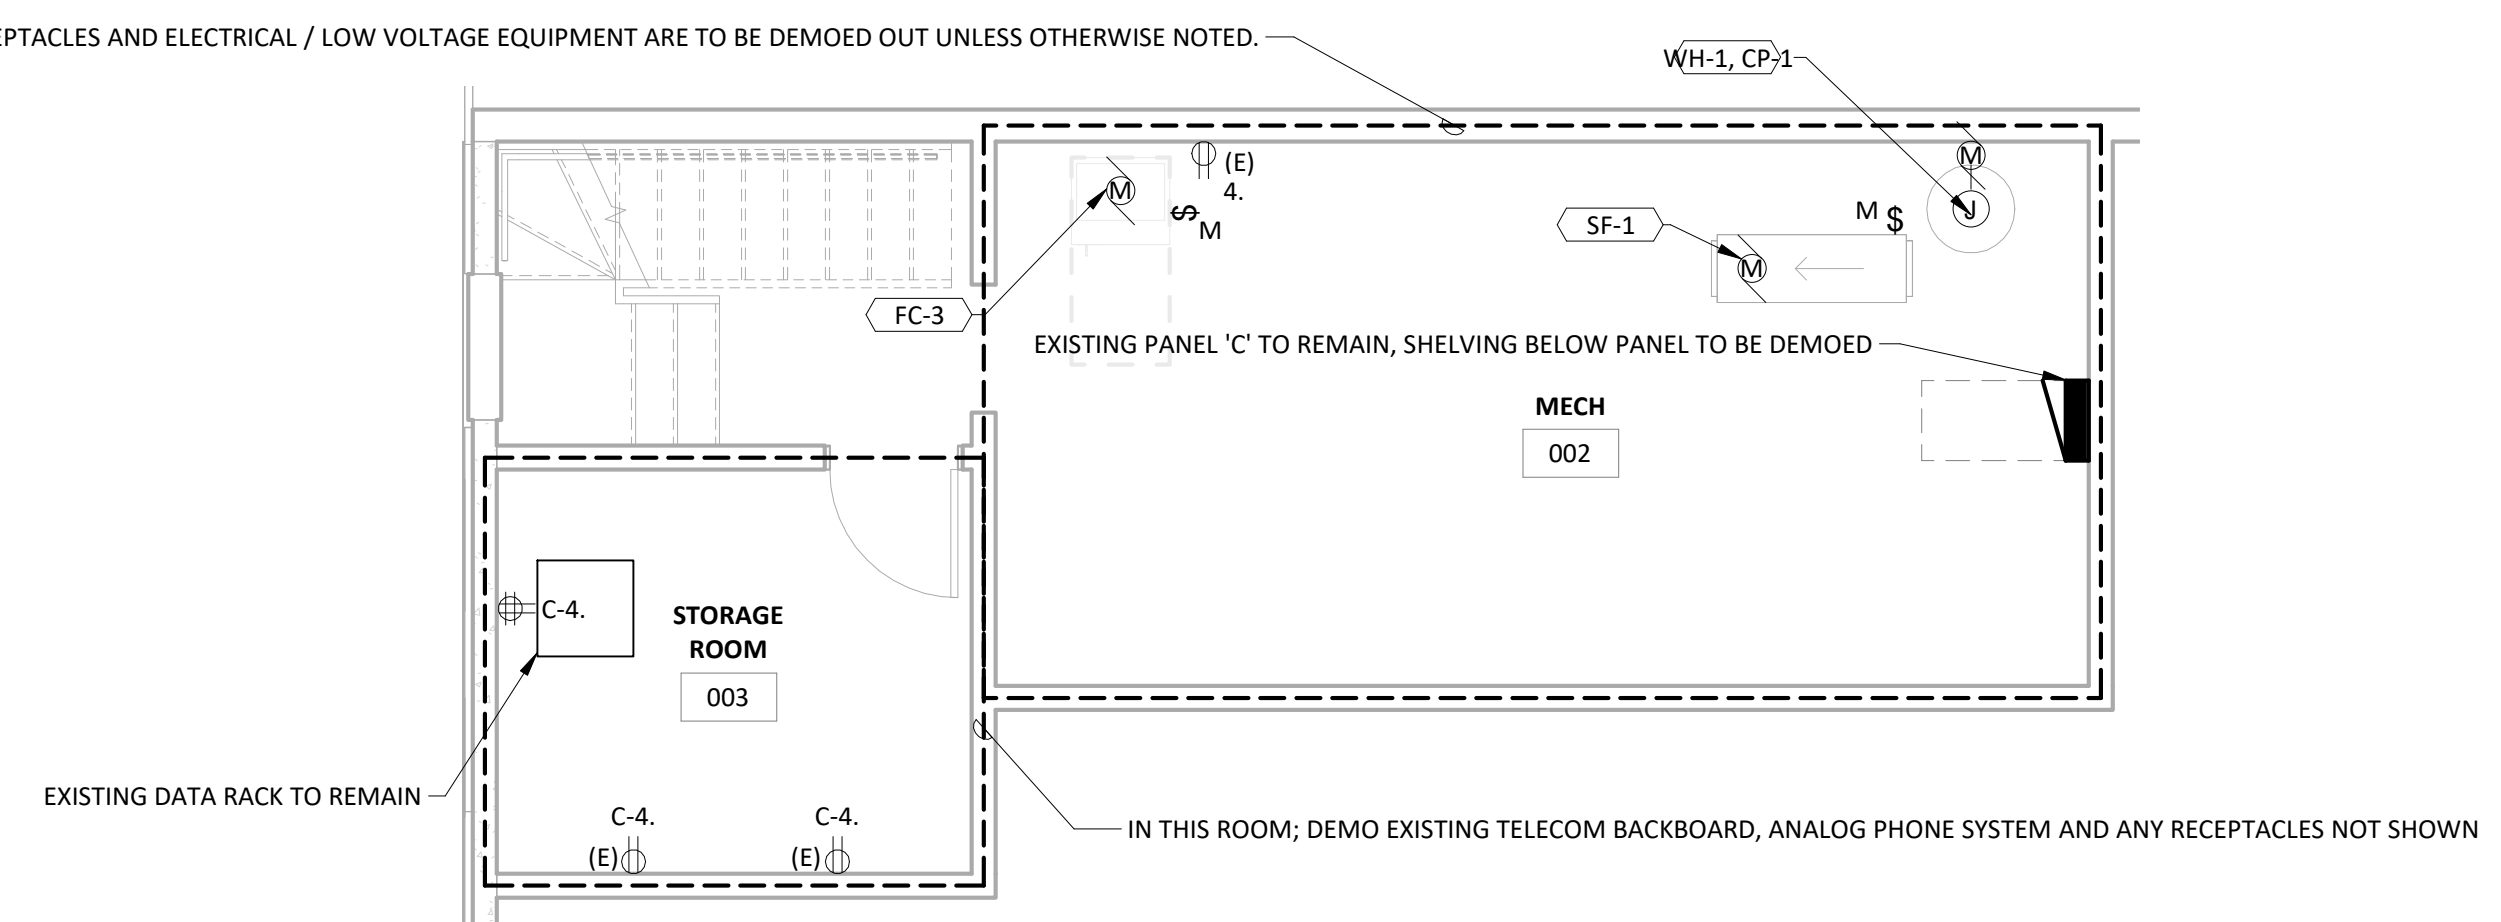 RECEPTACLES AND ELECTRICAL / LOW VOLTAGE EQUIPMENT ARE TO BE DEMOED OUT UNLESS OTHERWISE NOTED.
WH-1, CP-1
M
(E)
4.
M
$
M
M
$
J
SF-1
M
FC-3
EXISTING PANEL 'C' TO REMAIN, SHELVING BELOW PANEL TO BE DEMOED
MECH
002
C-4.
STORAGE
ROOM
003
EXISTING DATA RACK TO REMAIN
C-4.
C-4.
(E)
(E)
IN THIS ROOM; DEMO EXISTING TELECOM BACKBOARD, ANALOG PHONE SYSTEM AND ANY RECEPTACLES NOT SHOWN